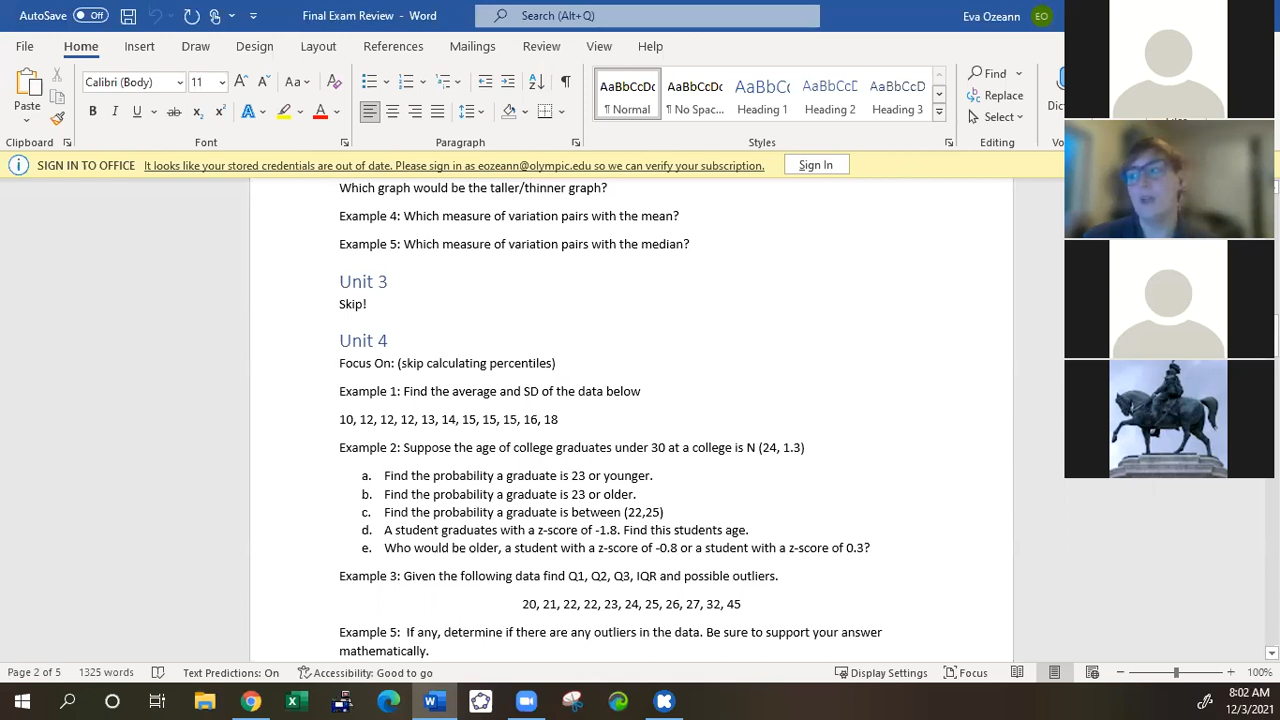 AutoSave Off
Final Exam Review - Word
Search (Alt+Q)
Eva Ozeann EO
File Home Insert Draw Design Layout References Mailings Review View Help
Paste
Calibri (Body) 11
Aa
B I U ab x₂ x² A A
AaBbCcDc AaBbCcDc AaBbCc AaBbCcD AaBbCcD
¶ Normal ¶ No Spac... Heading 1 Heading 2 Heading 3
Find
Replace
Select
Clipboard Font Paragraph Styles Editing
SIGN IN TO OFFICE It looks like your stored credentials are out of date. Please sign in as eozeann@olympic.edu so we can verify your subscription. Sign In
Which graph would be the taller/thinner graph?
Example 4: Which measure of variation pairs with the mean?
Example 5: Which measure of variation pairs with the median?
Unit 3
Skip!
Unit 4
Focus On: (skip calculating percentiles)
Example 1: Find the average and SD of the data below
10, 12, 12, 12, 13, 14, 15, 15, 15, 16, 18
Example 2: Suppose the age of college graduates under 30 at a college is N (24, 1.3)
a. Find the probability a graduate is 23 or younger.
b. Find the probability a graduate is 23 or older.
c. Find the probability a graduate is between (22,25)
d. A student graduates with a z-score of -1.8. Find this students age.
e. Who would be older, a student with a z-score of -0.8 or a student with a z-score of 0.3?
Example 3: Given the following data find Q1, Q2, Q3, IQR and possible outliers.
20, 21, 22, 22, 23, 24, 25, 26, 27, 32, 45
Example 5: If any, determine if there are any outliers in the data. Be sure to support your answer
mathematically.
Page 2 of 5 1325 words Text Predictions: On Accessibility: Good to go Display Settings Focus 100%
8:02 AM
12/3/2021